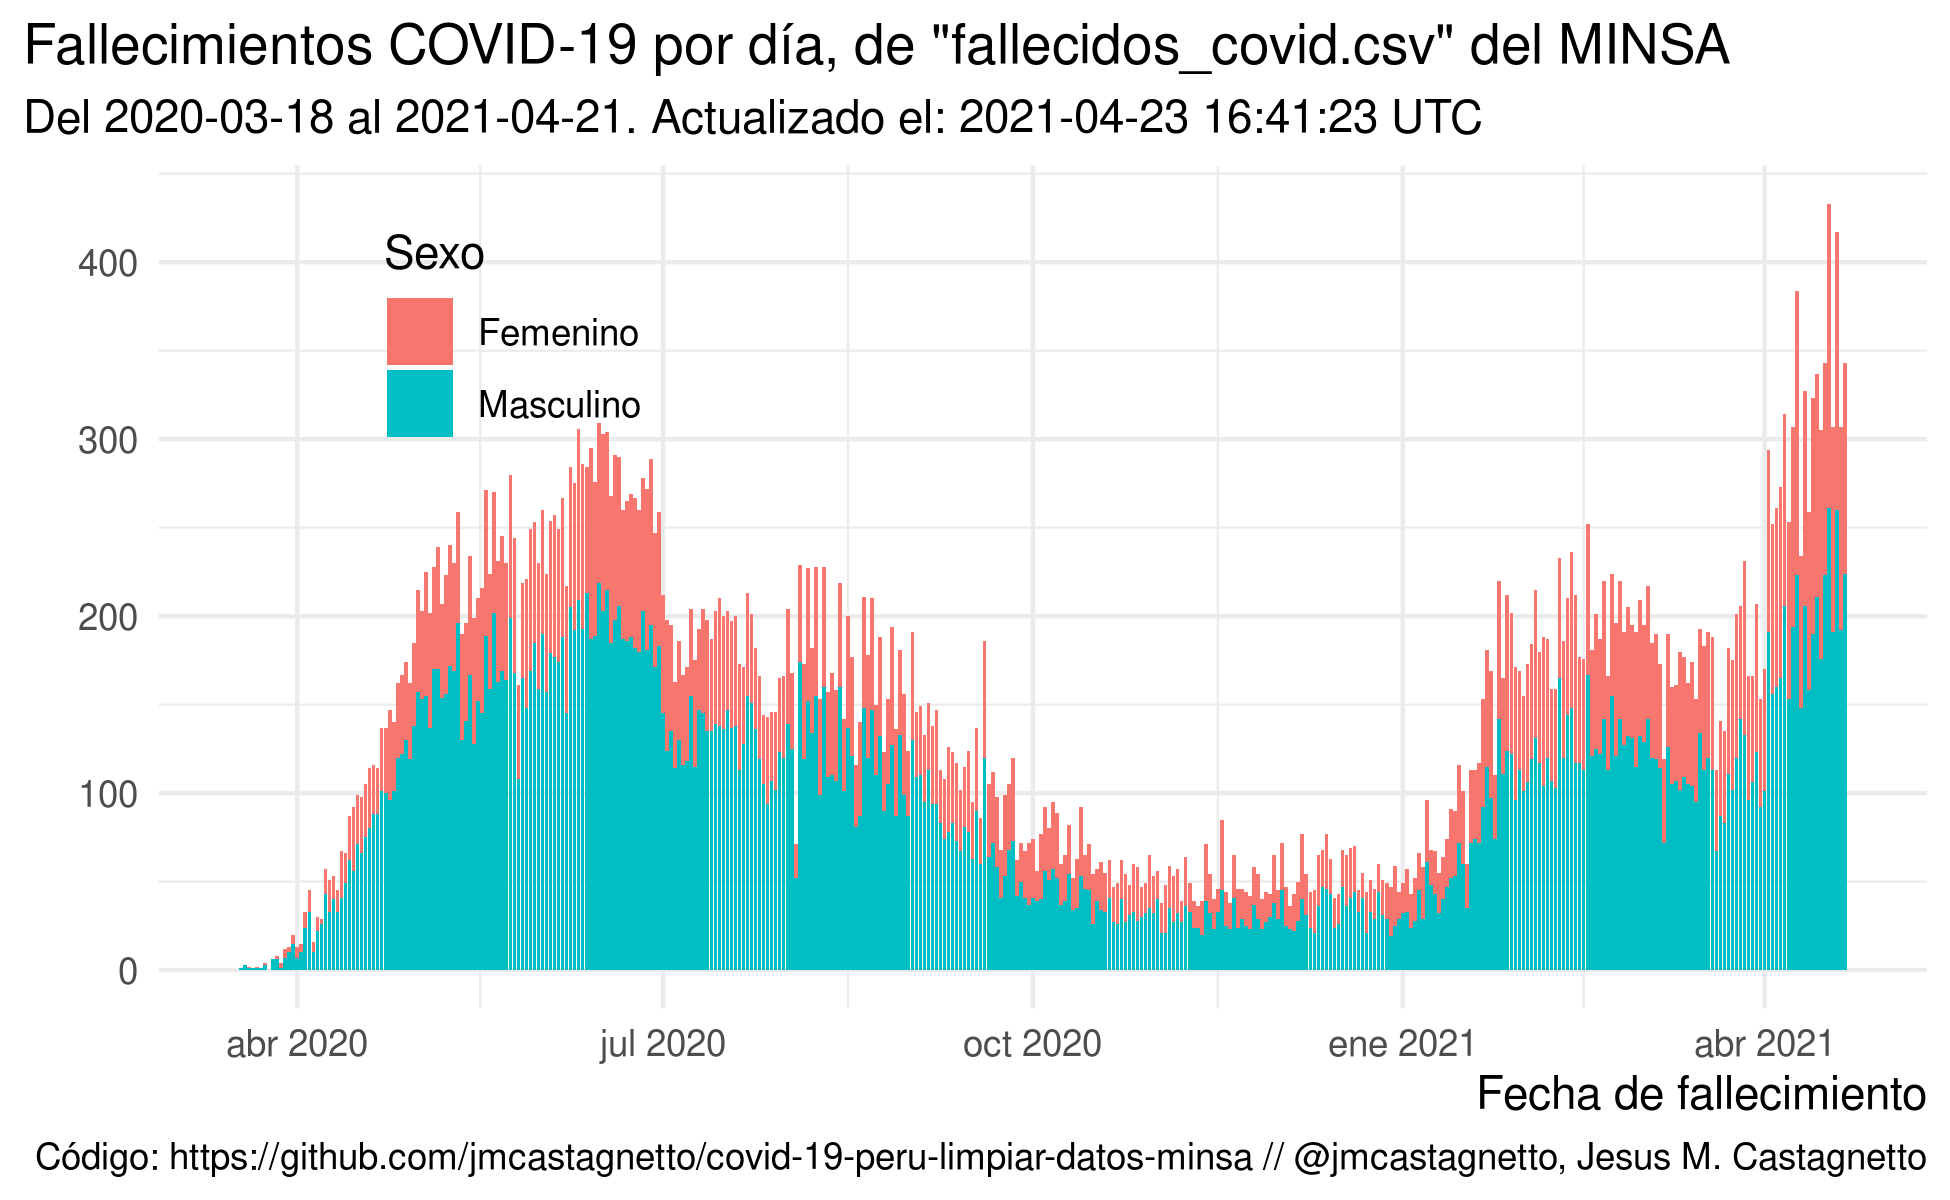 Fallecimientos COVID-19 por día, de "fallecidos_covid.csv" del MINSA
Del 2020-03-18 al 2021-04-21. Actualizado el: 2021-04-23 16:41:23 UTC
Sexo
Femenino
Masculino
400
300
200
100
0
abr 2020 jul 2020 oct 2020 ene 2021 abr 2021
Fecha de fallecimiento
Código: https://github.com/jmcastagnetto/covid-19-peru-limpiar-datos-minsa // @jmcastagnetto, Jesus M. Castagnetto